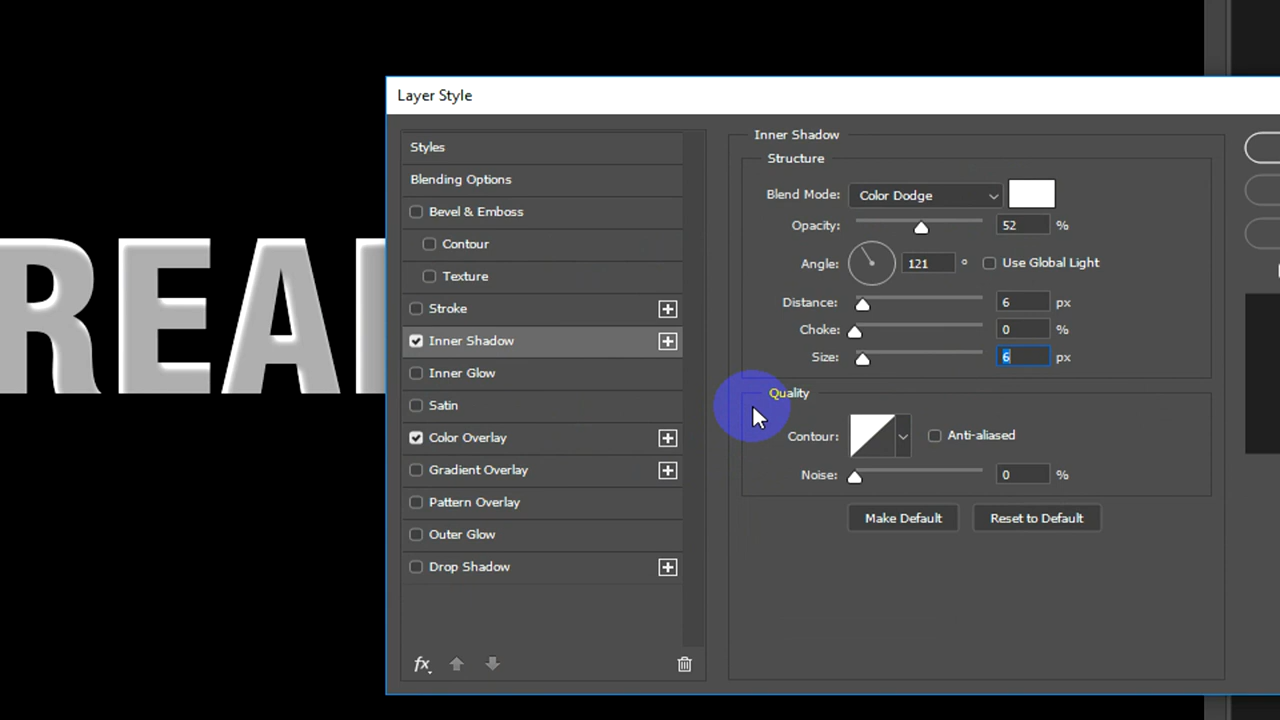 Layer Style
REAL
Styles
Blending Options
Bevel & Emboss
Contour
Texture
Stroke
Inner Shadow
Inner Glow
Satin
Color Overlay
Gradient Overlay
Pattern Overlay
Outer Glow
Drop Shadow
fx
Inner Shadow
Structure
Blend Mode: Color Dodge
Opacity: 52 %
Angle: 121 ° Use Global Light
Distance: 6 px
Choke: 0 %
Size: 6 px
Quality
Contour: Anti-aliased
Noise: 0 %
Make Default Reset to Default